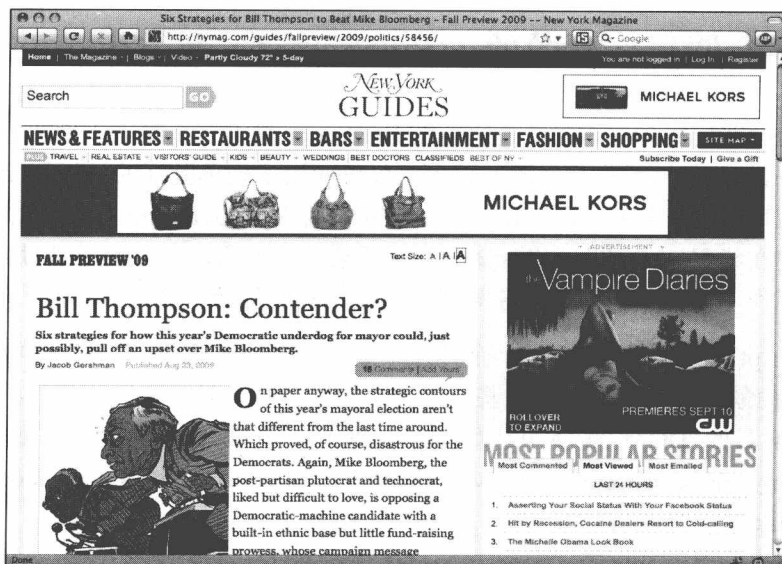 Six Strategies for Bill Thompson to Beat Mike Bloomberg – Fall Preview 2009 -- New York Magazine
http://nymag.com/guides/fallpreview/2009/politics/58456/
Google
Home | The Magazine | Blogs | Video Partly Cloudy 72° » 5-day
You are not logged in | Log In | Register
Search
GO
NEW YORK
GUIDES
MICHAEL KORS
NEWS & FEATURES RESTAURANTS BARS ENTERTAINMENT FASHION SHOPPING SITE MAP
PLUS TRAVEL REAL ESTATE VISITORS' GUIDE KIDS BEAUTY WEDDINGS BEST DOCTORS CLASSIFIEDS BEST OF NY
Subscribe Today | Give a Gift
MICHAEL KORS
FALL PREVIEW '09
Text Size: A | A | A
Bill Thompson: Contender?
Six strategies for how this year's Democratic underdog for mayor could, just
possibly, pull off an upset over Mike Bloomberg.
By Jacob Gershman Published Aug 23, 2009
Comments | Add Yours
On paper anyway, the strategic contours
of this year's mayoral election aren't
that different from the last time around.
Which proved, of course, disastrous for the
Democrats. Again, Mike Bloomberg, the
post-partisan plutocrat and technocrat,
liked but difficult to love, is opposing a
Democratic-machine candidate with a
built-in ethnic base but little fund-raising
prowess, whose campaign message
ADVERTISEMENT
the Vampire Diaries
ROLLOVER
TO EXPAND
PREMIERES SEPT 10
CW
MOST POPULAR STORIES
Most Commented Most Viewed Most Emailed
LAST 24 HOURS
1. Asserting Your Social Status With Your Facebook Status
2. Hit by Recession, Cocaine Dealers Resort to Cold-calling
3. The Michelle Obama Look Book
Done